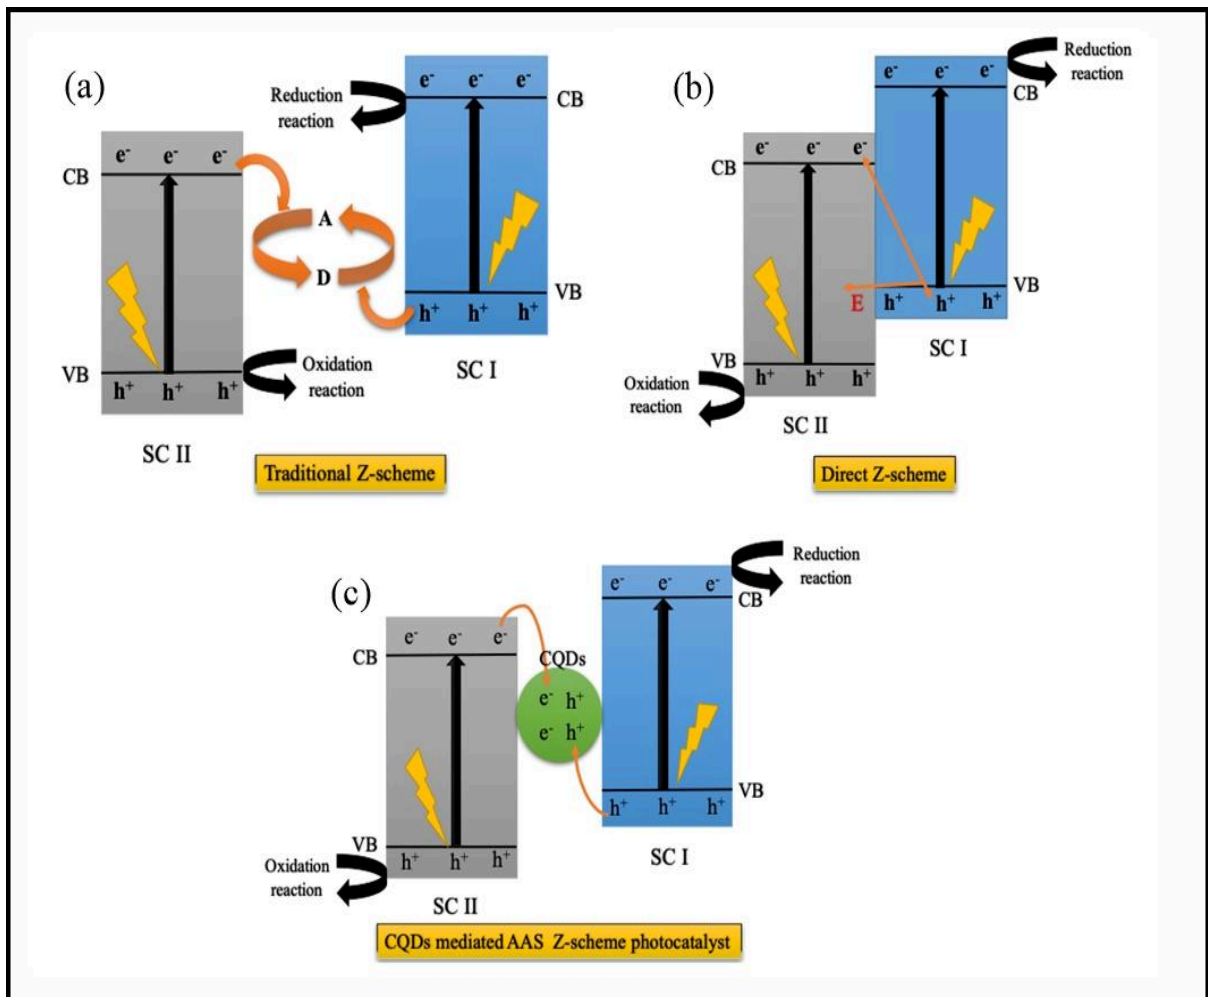 (a)
Reduction
reaction
e⁻ e⁻ e⁻
CB
e⁻ e⁻ e⁻
CB
A
D
VB
h⁺ h⁺ h⁺
VB
h⁺ h⁺ h⁺
Oxidation
reaction
SC I
SC II
Traditional Z-scheme
(b)
Reduction
reaction
e⁻ e⁻ e⁻
CB
e⁻ e⁻ e⁻
CB
VB
E
h⁺ h⁺ h⁺
VB
h⁺ h⁺ h⁺
Oxidation
reaction
SC I
SC II
Direct Z-scheme
(c)
Reduction
reaction
e⁻ e⁻ e⁻
CB
e⁻ e⁻ e⁻
CB
CQDs
e⁻ h⁺
e⁻ h⁺
VB
h⁺ h⁺ h⁺
VB
h⁺ h⁺ h⁺
Oxidation
reaction
SC I
SC II
CQDs mediated AAS Z-scheme photocatalyst